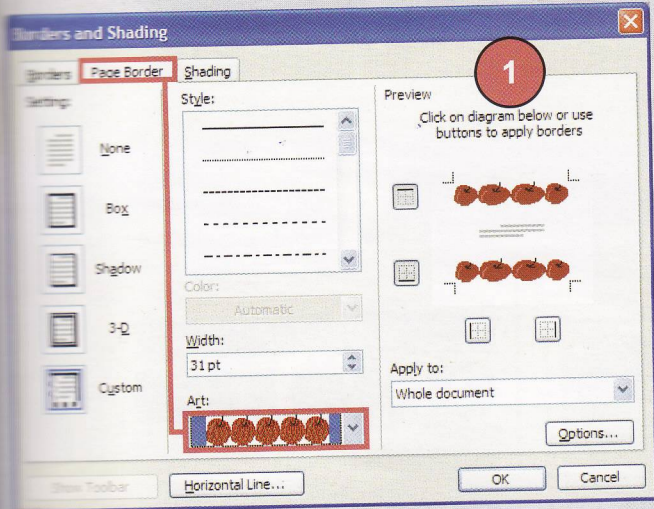 Borders and Shading
1
Borders Page Border Shading
Setting:
None
Box
Shadow
3-D
Custom
Style:
Color:
Automatic
Width:
31 pt
Art:
Preview
Click on diagram below or use
buttons to apply borders
Apply to:
Whole document
Options...
Show Toolbar
Horizontal Line...
OK
Cancel